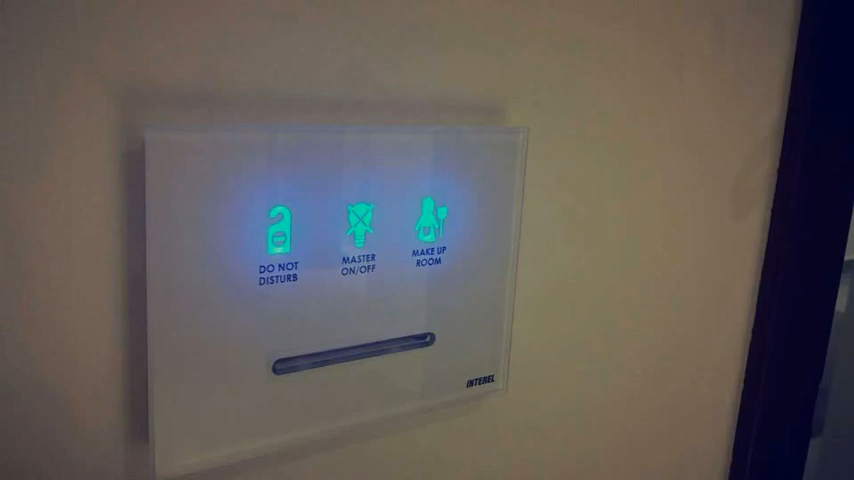 DO NOT
DISTURB
MASTER
ON/OFF
MAKE UP
ROOM
INTEREL